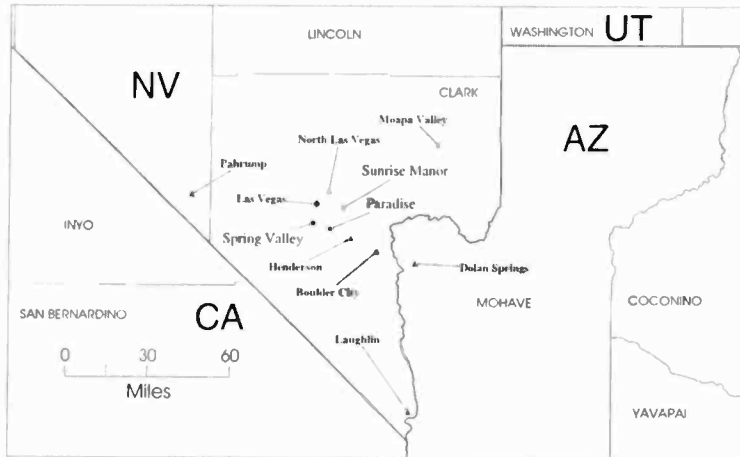 LINCOLN
WASHINGTON UT
NV
CLARK
Moapa Valley
AZ
North Las Vegas
Pahrump
Sunrise Manor
Las Vegas
Paradise
INYO
Spring Valley
Henderson
Dolan Springs
Boulder City
MOHAVE
COCONINO
SAN BERNARDINO
CA
Laughlin
0 30 60
Miles
YAVAPAI